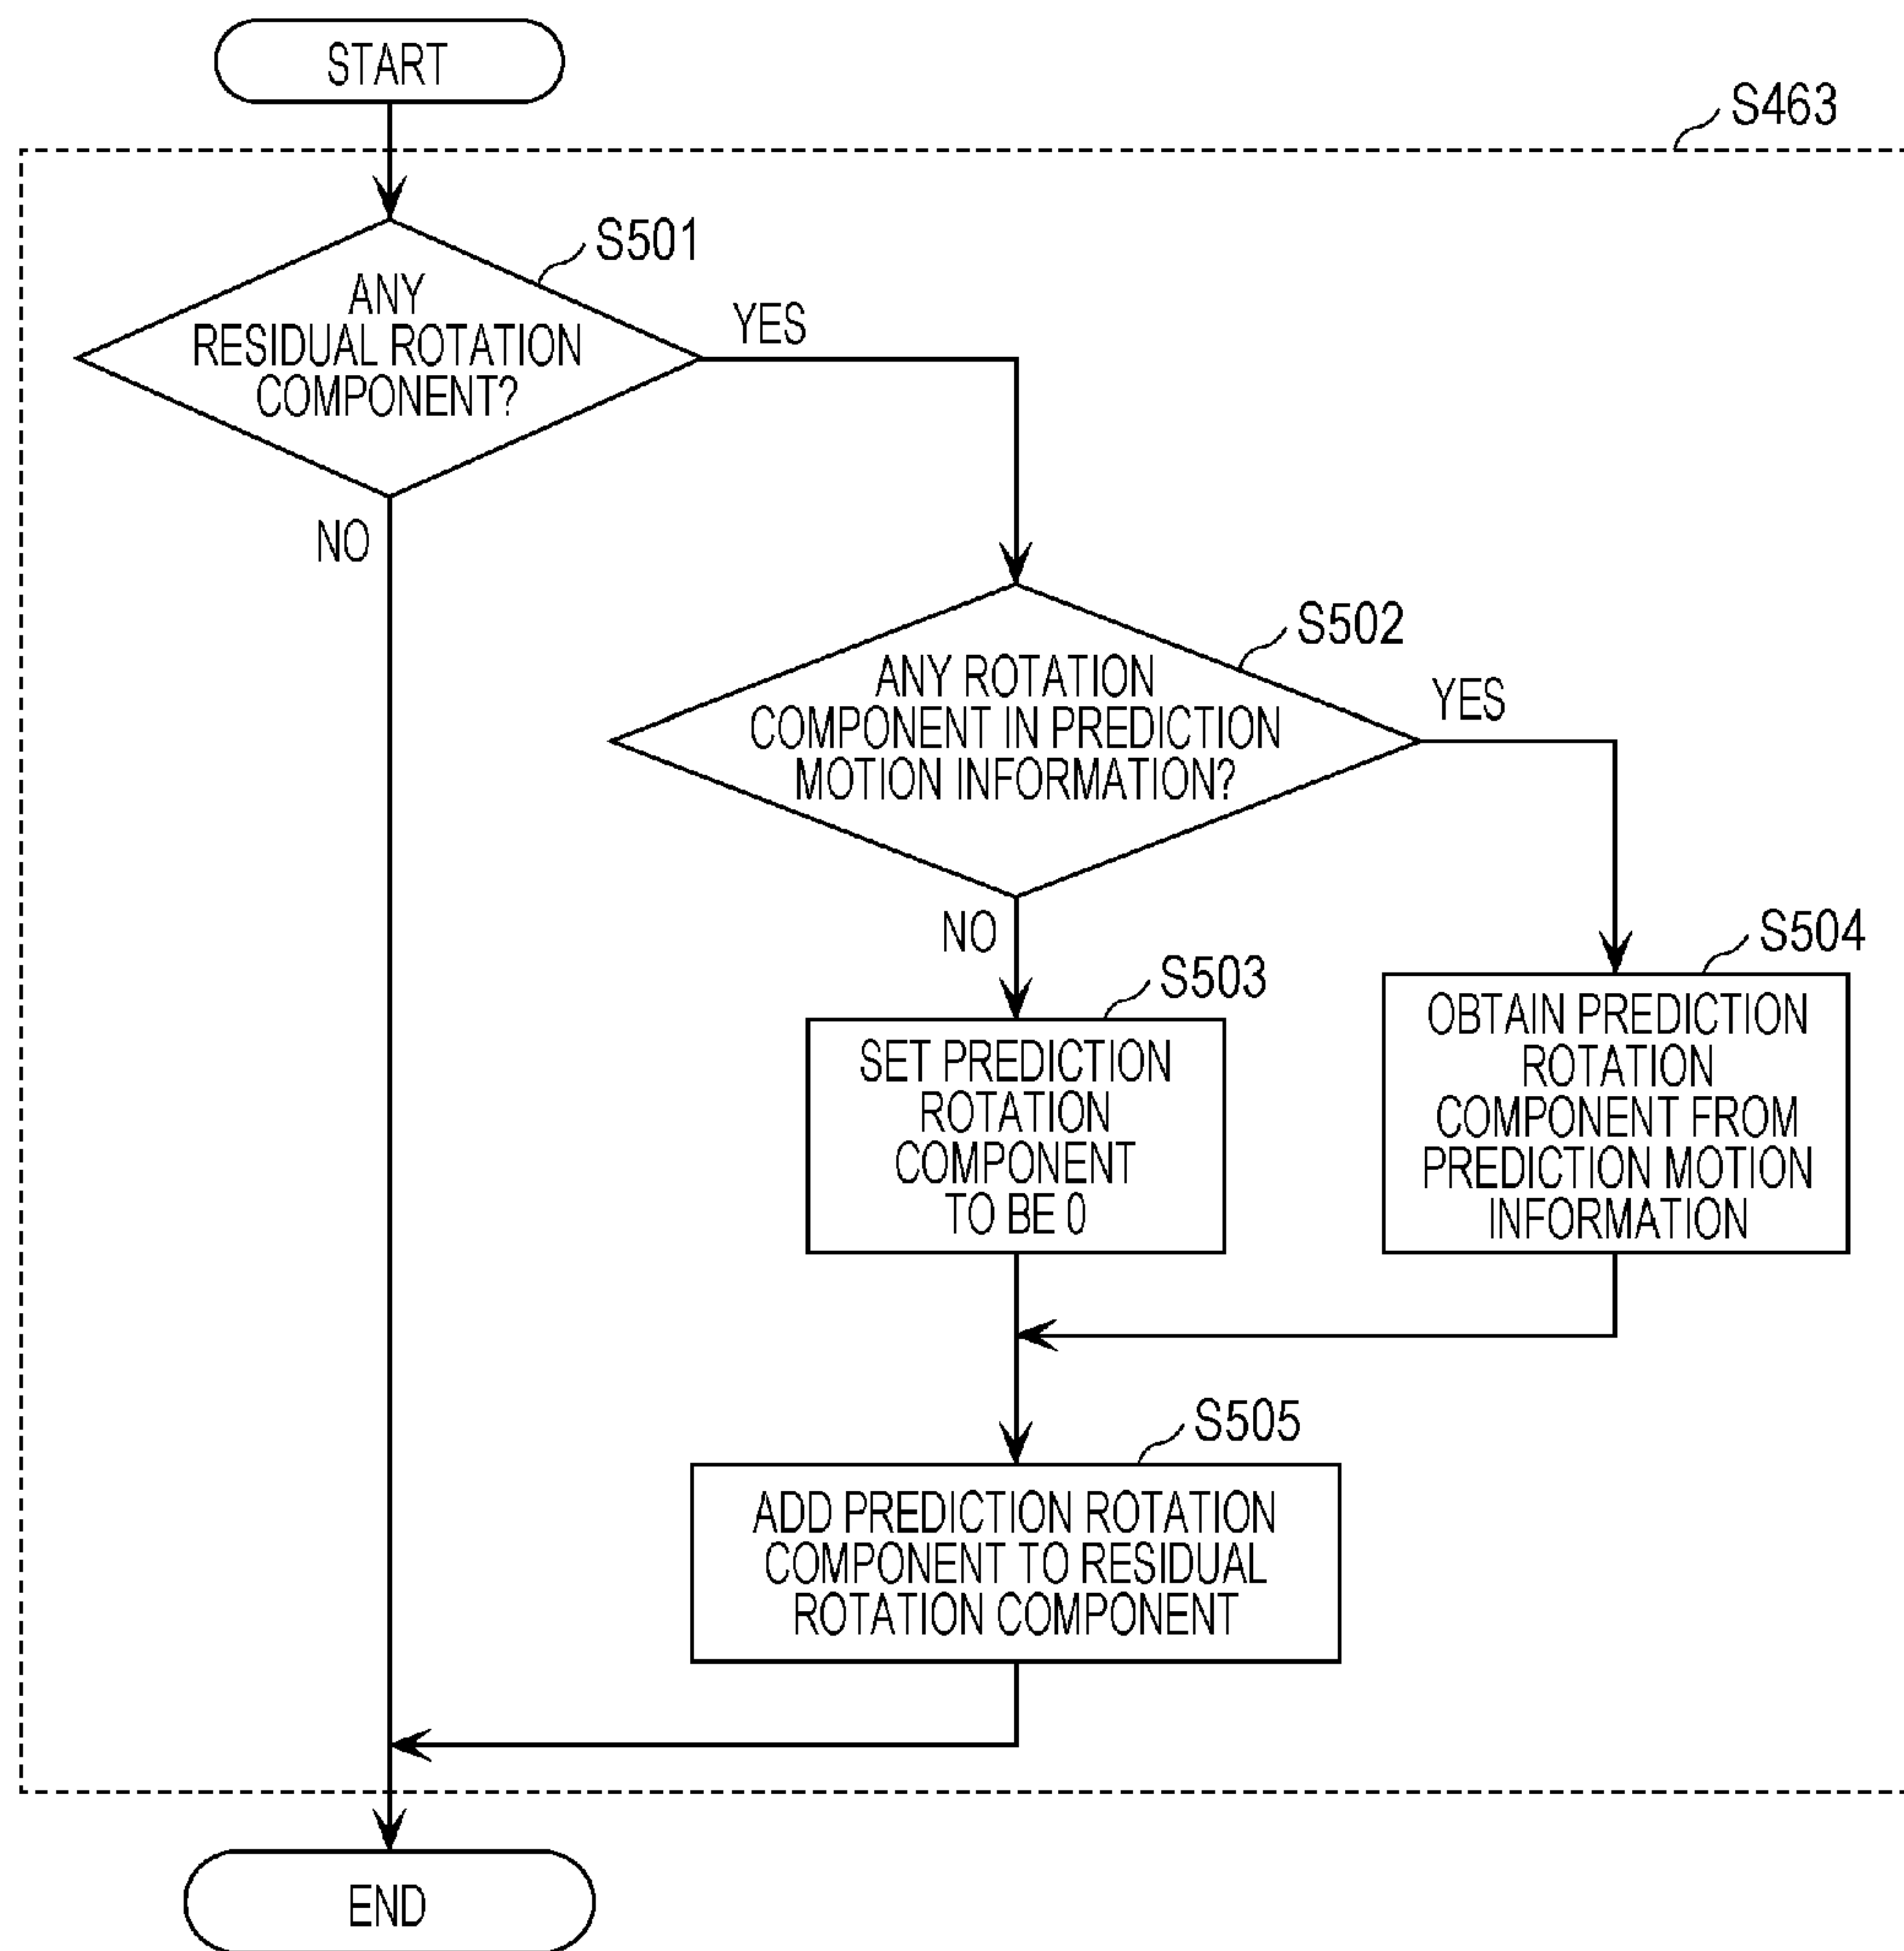 START
S463
S501
ANY
RESIDUAL ROTATION
COMPONENT?
YES
NO
S502
ANY ROTATION
COMPONENT IN PREDICTION
MOTION INFORMATION?
YES
NO
S503
SET PREDICTION
ROTATION
COMPONENT
TO BE 0
S504
OBTAIN PREDICTION
ROTATION
COMPONENT FROM
PREDICTION MOTION
INFORMATION
S505
ADD PREDICTION ROTATION
COMPONENT TO RESIDUAL
ROTATION COMPONENT
END